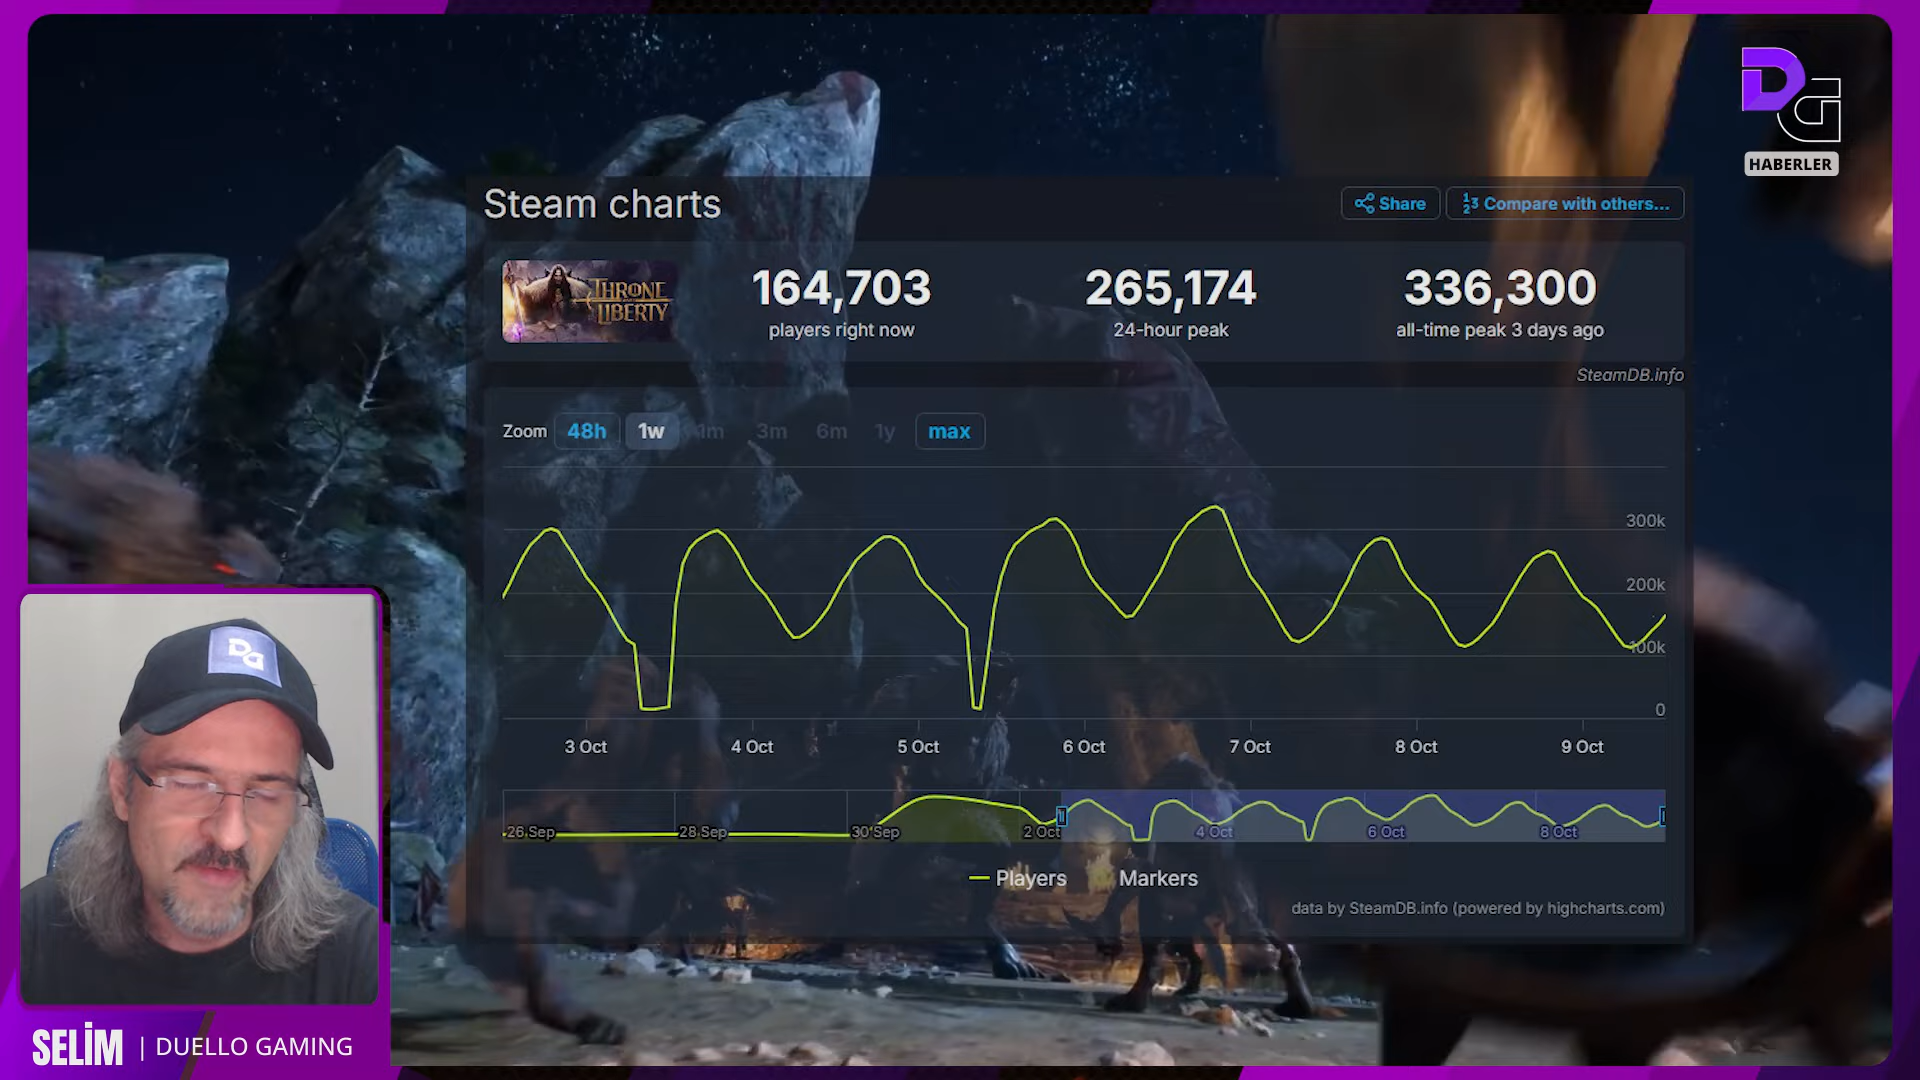 DG
HABERLER
Steam charts
Share
Compare with others...
THRONE AND LIBERTY
164,703
players right now
265,174
24-hour peak
336,300
all-time peak 3 days ago
SteamDB.info
Zoom 48h 1w 1m 3m 6m 1y max
300k
200k
100k
0
3 Oct 4 Oct 5 Oct 6 Oct 7 Oct 8 Oct 9 Oct
26 Sep 28 Sep 30 Sep 2 Oct 4 Oct 6 Oct 8 Oct
Players Markers
data by SteamDB.info (powered by highcharts.com)
DG
SELİM | DUELLO GAMING